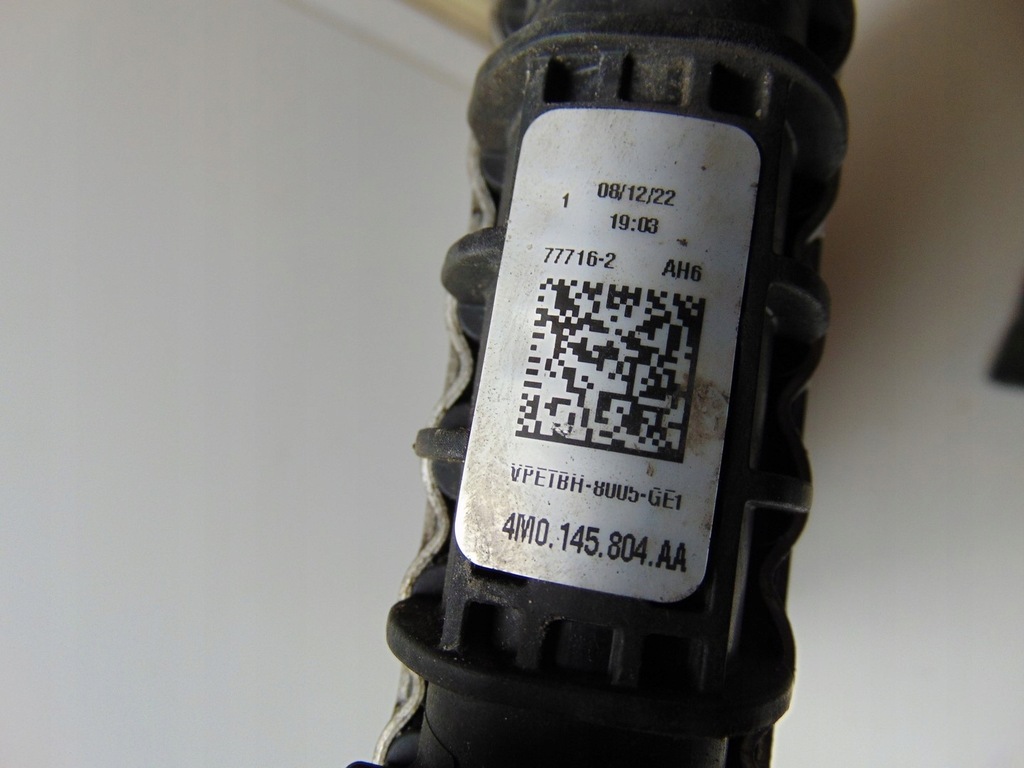 1 08/12/22
19:03
77716-2 AH6
VPETBH-8005-GE1
4M0.145.804.AA